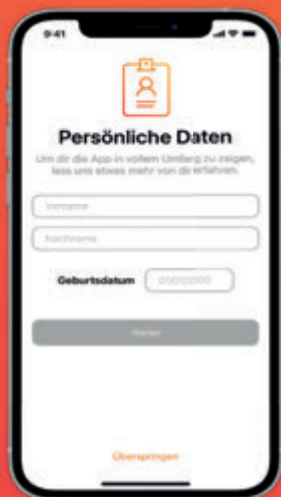 9:41
Persönliche Daten
Um dir die App in vollem Umfang zu zeigen,
lass uns etwas mehr von dir erfahren.
Vorname
Nachname
Geburtsdatum
Weiter
Überspringen